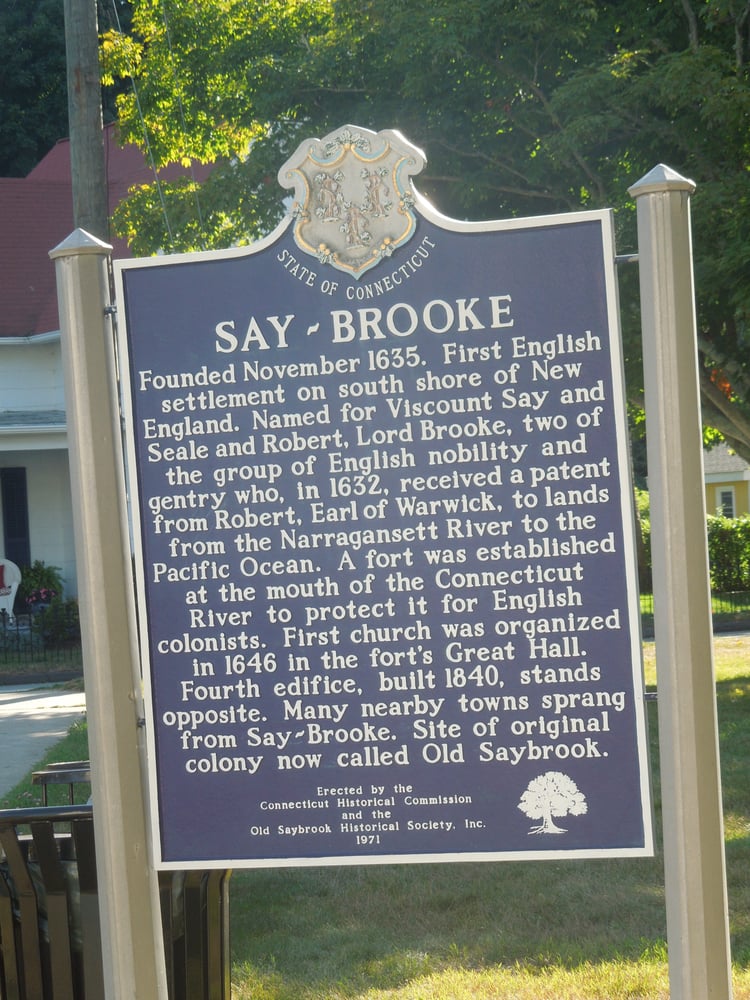 STATE OF CONNECTICUT
SAY-BROOKE
Founded November 1635. First English
settlement on south shore of New
England. Named for Viscount Say and
Seale and Robert, Lord Brooke, two of
the group of English nobility and
gentry who, in 1632, received a patent
from Robert, Earl of Warwick, to lands
from the Narragansett River to the
Pacific Ocean. A fort was established
at the mouth of the Connecticut
River to protect it for English
colonists. First church was organized
in 1646 in the fort's Great Hall.
Fourth edifice, built 1840, stands
opposite. Many nearby towns sprang
from Say-Brooke. Site of original
colony now called Old Saybrook.
Erected by the
Connecticut Historical Commission
and the
Old Saybrook Historical Society, Inc.
1971